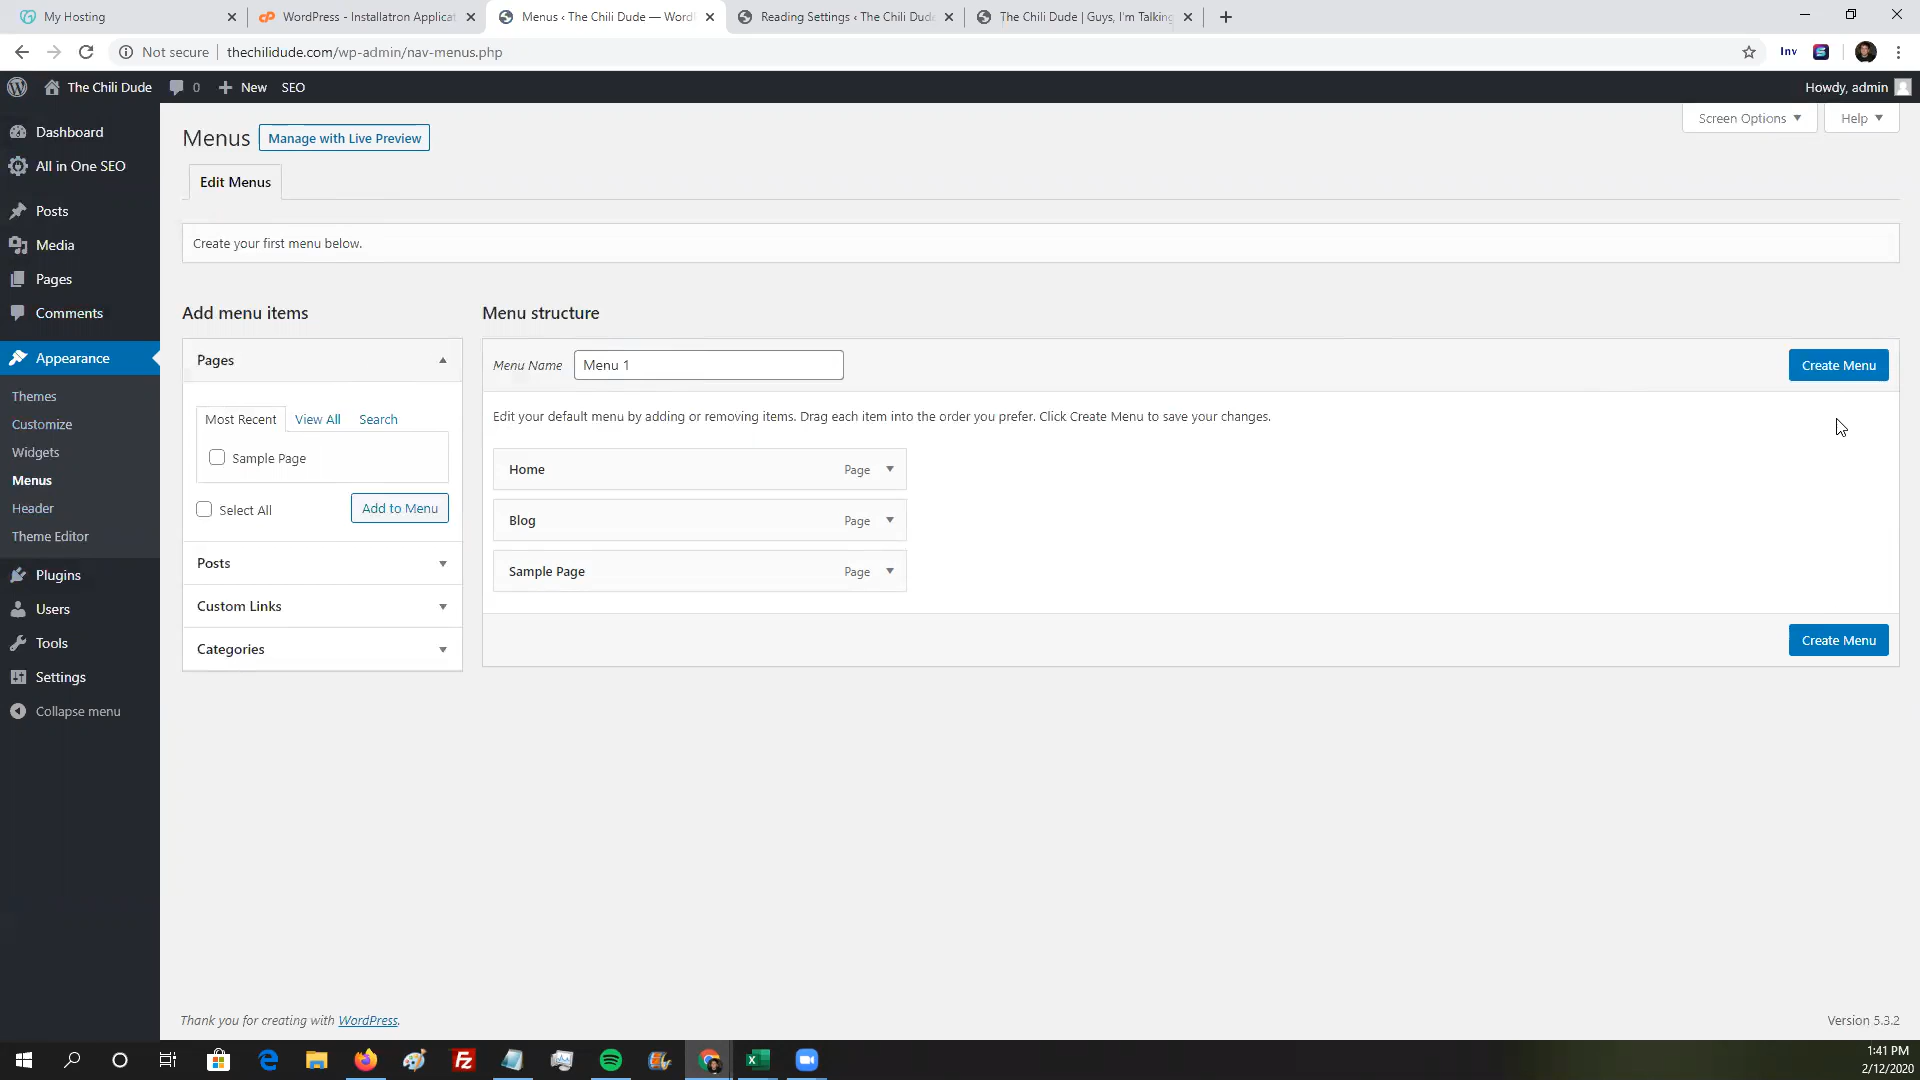 My Hosting
WordPress - Installatron Applicat
Menus ‹ The Chili Dude — Word
Reading Settings ‹ The Chili Dude
The Chili Dude | Guys, I'm Talking
Not secure
thechilidude.com/wp-admin/nav-menus.php
Inv
The Chili Dude
0
New
SEO
Howdy, admin
Dashboard
All in One SEO
Posts
Media
Pages
Comments
Appearance
Themes
Customize
Widgets
Menus
Header
Theme Editor
Plugins
Users
Tools
Settings
Collapse menu
Screen Options
Help
Menus
Manage with Live Preview
Edit Menus
Create your first menu below.
Add menu items
Pages
Most Recent
View All
Search
Sample Page
Select All
Add to Menu
Posts
Custom Links
Categories
Menu structure
Menu Name
Menu 1
Create Menu
Edit your default menu by adding or removing items. Drag each item into the order you prefer. Click Create Menu to save your changes.
Home
Page
Blog
Page
Sample Page
Page
Create Menu
Thank you for creating with WordPress.
Version 5.3.2
1:41 PM
2/12/2020